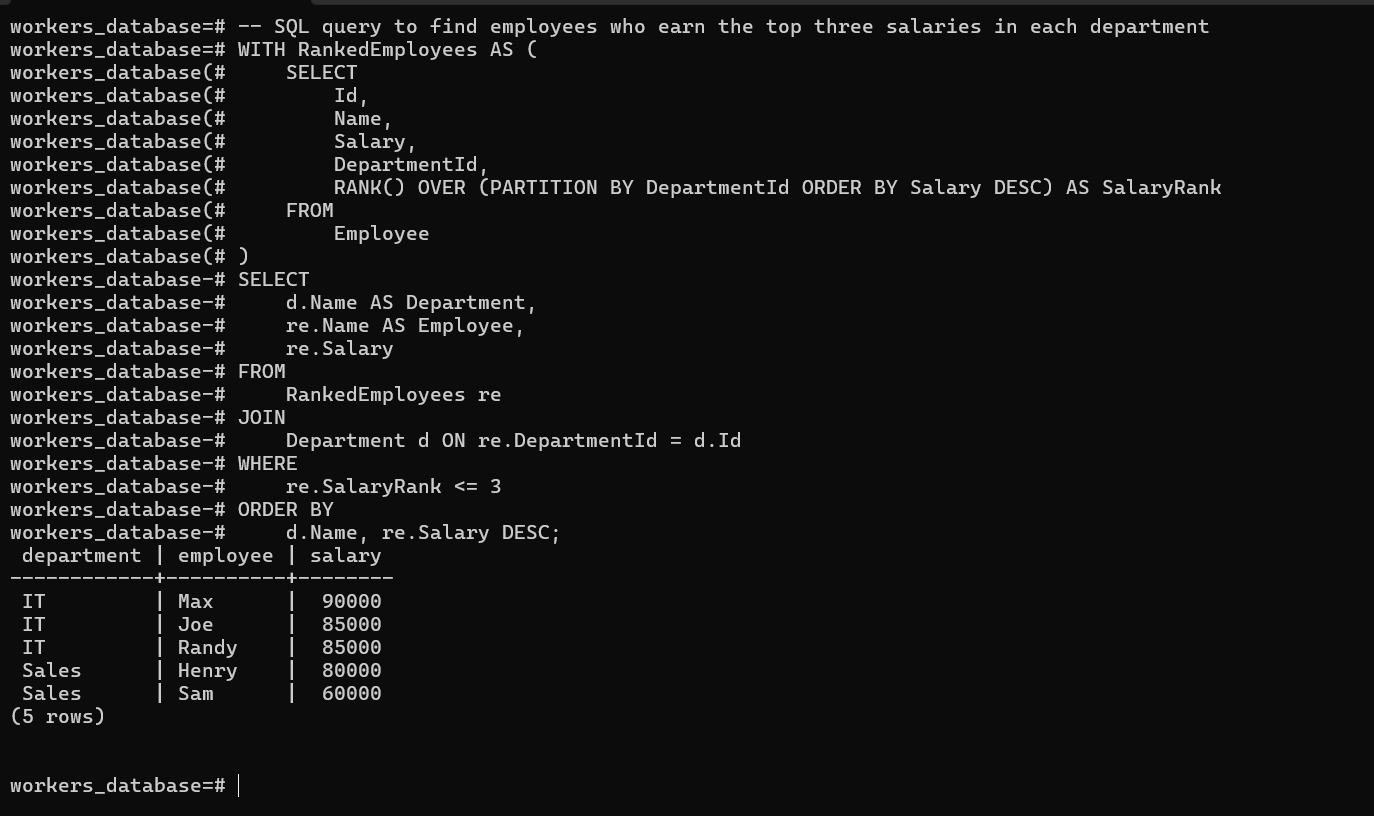 workers_database=# -- SQL query to find employees who earn the top three salaries in each department
workers_database=# WITH RankedEmployees AS (
workers_database(#     SELECT
workers_database(#         Id,
workers_database(#         Name,
workers_database(#         Salary,
workers_database(#         DepartmentId,
workers_database(#         RANK() OVER (PARTITION BY DepartmentId ORDER BY Salary DESC) AS SalaryRank
workers_database(#     FROM
workers_database(#         Employee
workers_database(# )
workers_database-# SELECT
workers_database-#     d.Name AS Department,
workers_database-#     re.Name AS Employee,
workers_database-#     re.Salary
workers_database-# FROM
workers_database-#     RankedEmployees re
workers_database-# JOIN
workers_database-#     Department d ON re.DepartmentId = d.Id
workers_database-# WHERE
workers_database-#     re.SalaryRank <= 3
workers_database-# ORDER BY
workers_database-#     d.Name, re.Salary DESC;
 department | employee | salary
------------+----------+--------
 IT         | Max      |  90000
 IT         | Joe      |  85000
 IT         | Randy    |  85000
 Sales      | Henry    |  80000
 Sales      | Sam      |  60000
(5 rows)
workers_database=#